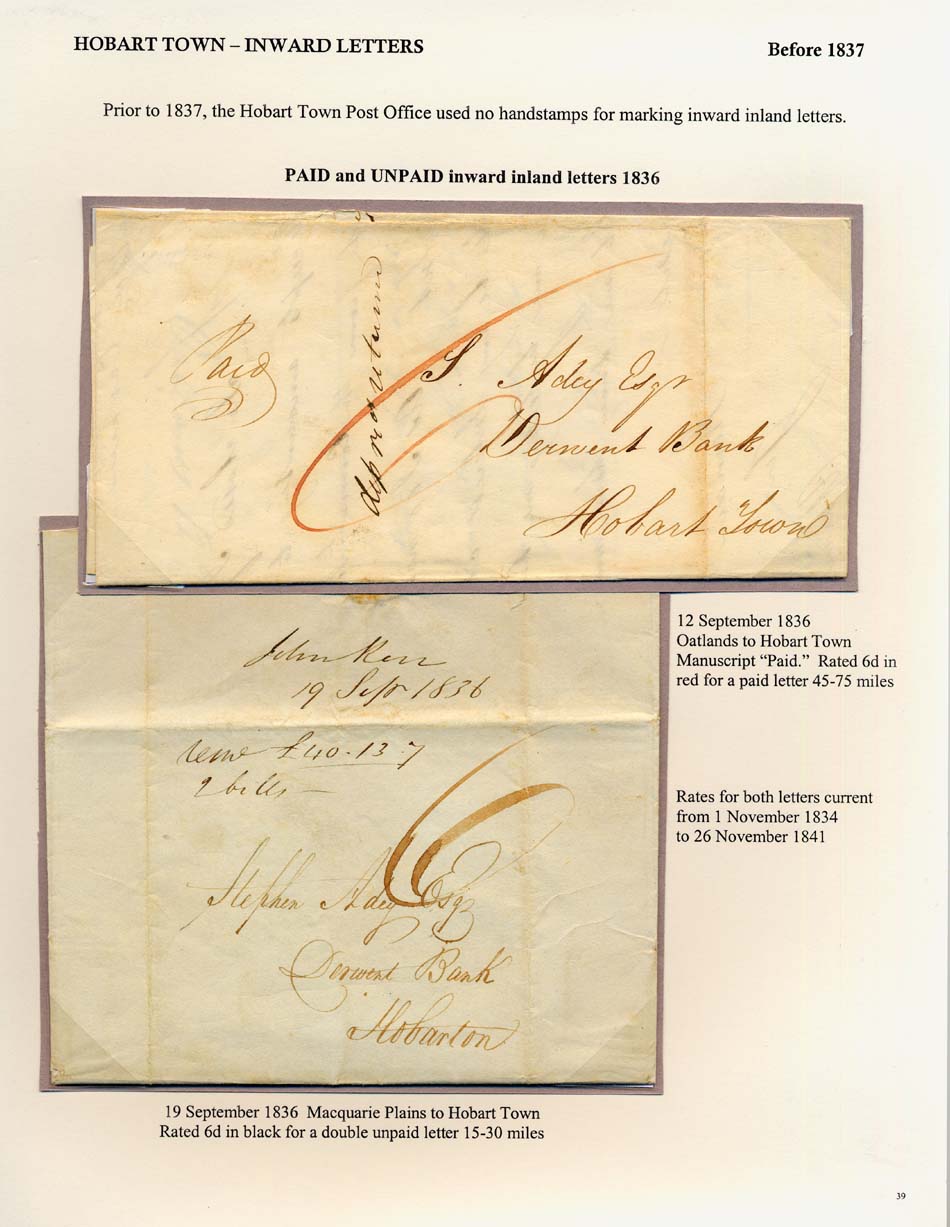 HOBART TOWN – INWARD LETTERS
Before 1837
Prior to 1837, the Hobart Town Post Office used no handstamps for marking inward inland letters.
PAID and UNPAID inward inland letters 1836
Paid
6
S. Adey Esqr
Derwent Bank
Hobart Town
12 September 1836
Oatlands to Hobart Town
Manuscript “Paid.” Rated 6d in
red for a paid letter 45-75 miles
John Kerr
19 Sepr 1836
£40-13-7
2 bills —
6
Stephen Adey Esqr
Derwent Bank
Hobarton
Rates for both letters current
from 1 November 1834
to 26 November 1841
19 September 1836 Macquarie Plains to Hobart Town
Rated 6d in black for a double unpaid letter 15-30 miles
39